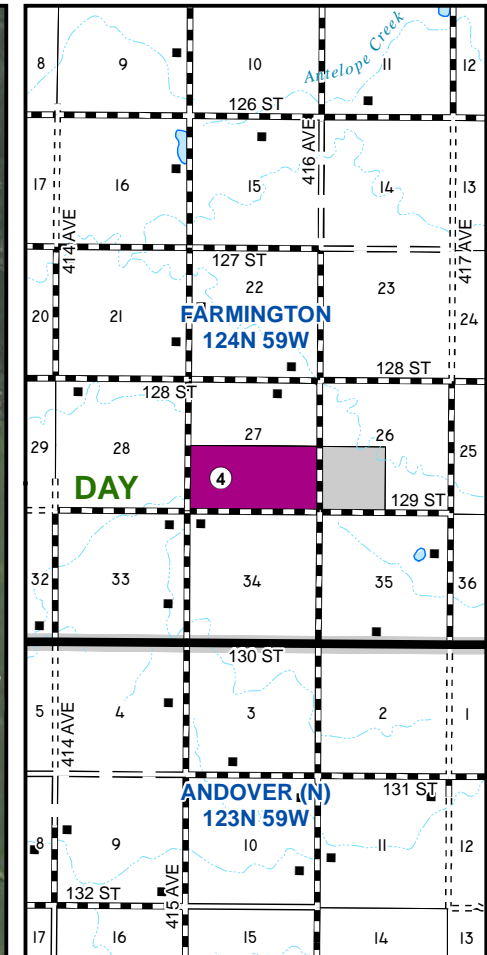 8
9
10
11
12
Antelope Creek
126 ST
416 AVE
17
16
15
14
13
414 AVE
417 AVE
127 ST
20
21
22
23
24
FARMINGTON
124N 59W
128 ST
128 ST
29
28
27
26
25
4
DAY
129 ST
32
33
34
35
36
130 ST
5
414 AVE
4
3
2
1
ANDOVER (N)
123N 59W
131 ST
8
9
10
11
12
132 ST
415 AVE
17
16
15
14
13